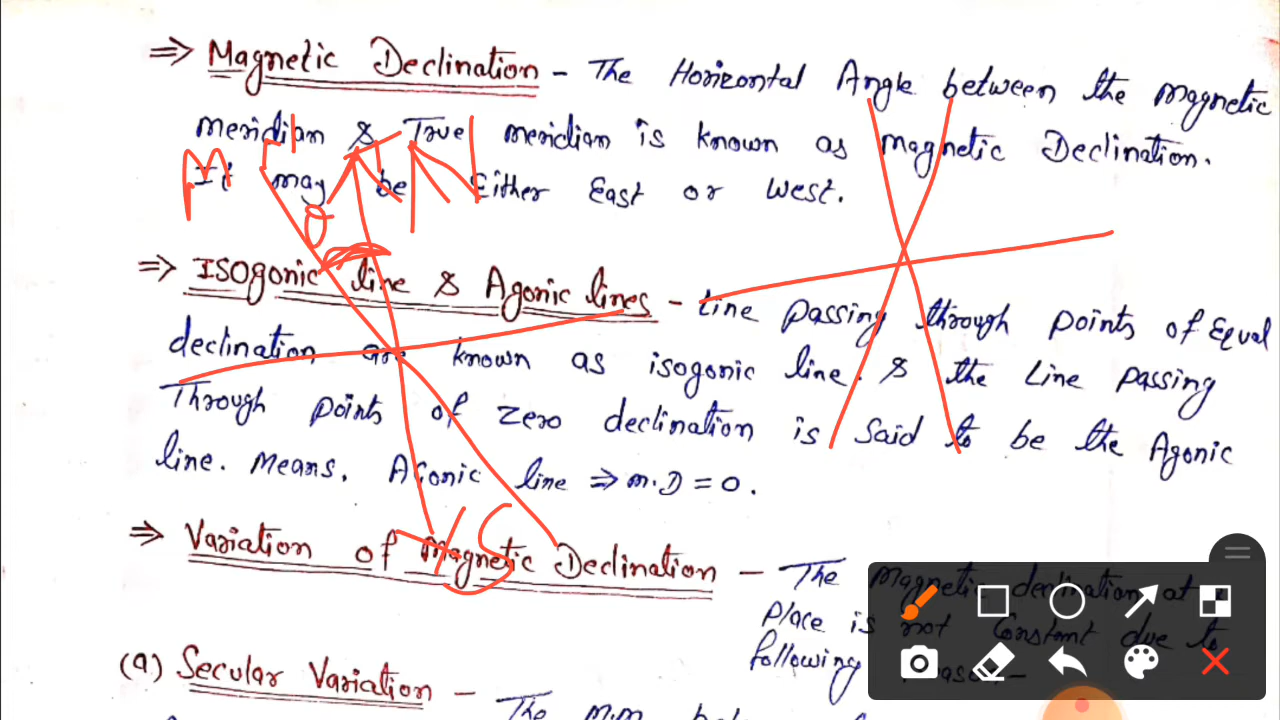 ⇒ Magnetic Declination - The Horizontal Angle between the magnetic
meridian & True meridian is known as magnetic Declination.
It may be Either East or West.
M θ N
⇒ ISOgonic line & Agonic lines - Line passing through points of Equal
declination are known as isogonic line. & the Line passing
Through points of zero declination is said to be the Agonic
line. Means. Agonic line ⇒ m.D = 0.
S
⇒ Variation of Magnetic Declination - The Magnetic declination at
place is not Constant due to
following
(a) Secular Variation - The m.m